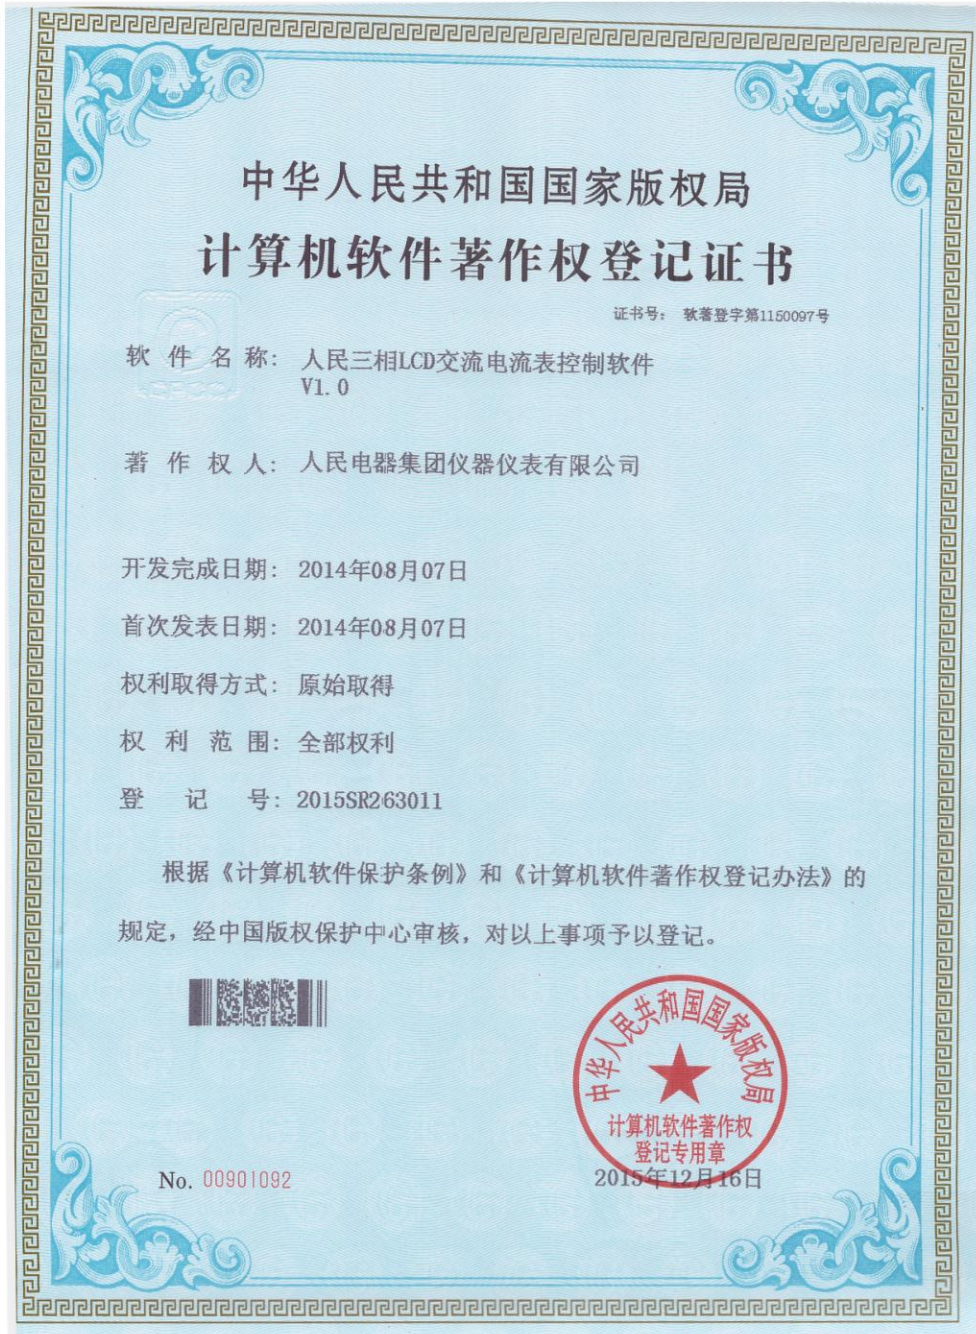 中华人民共和国国家版权局
计算机软件著作权登记证书
证书号： 软著登字第1150097号
软件名称： 人民三相LCD交流电流表控制软件
V1.0
著作权人： 人民电器集团仪器仪表有限公司
开发完成日期： 2014年08月07日
首次发表日期： 2014年08月07日
权利取得方式： 原始取得
权利范围： 全部权利
登记号： 2015SR263011
根据《计算机软件保护条例》和《计算机软件著作权登记办法》的
规定，经中国版权保护中心审核，对以上事项予以登记。
中华人民共和国国家版权局
计算机软件著作权
登记专用章
2015年12月16日
No. 00901092